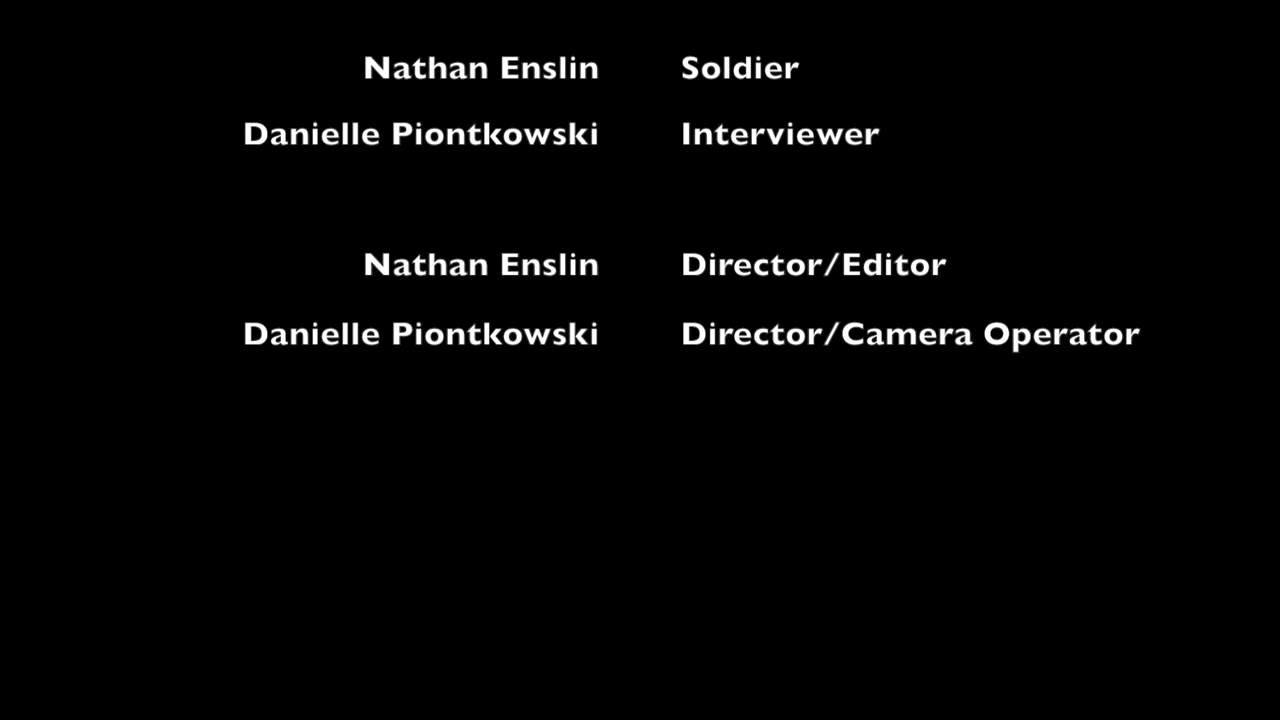 Nathan Enslin Soldier
Danielle Piontkowski Interviewer
Nathan Enslin Director/Editor
Danielle Piontkowski Director/Camera Operator